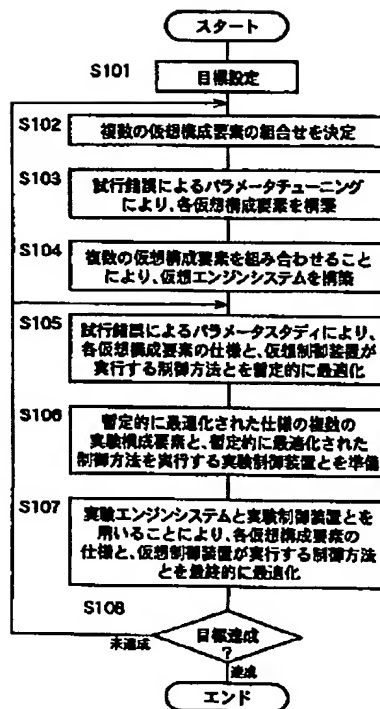 スタート
S101
目標設定
S102
複数の仮想構成要素の組合せを決定
S103
試行錯誤によるパラメータチューニング
により、各仮想構成要素を構築
S104
複数の仮想構成要素を組み合わせること
により、仮想エンジンシステムを構築
S105
試行錯誤によるパラメータスタディにより、
各仮想構成要素の仕様と、仮想制御装置が
実行する制御方法とを暫定的に最適化
S106
暫定的に最適化された仕様の複数の
実験構成要素と、暫定的に最適化された
制御方法を実行する実験制御装置とを準備
S107
実験エンジンシステムと実験制御装置とを
用いることにより、各仮想構成要素の
仕様と、仮想制御装置が実行する制御方法
とを最終的に最適化
S108
目標達成
?
未達成
達成
エンド